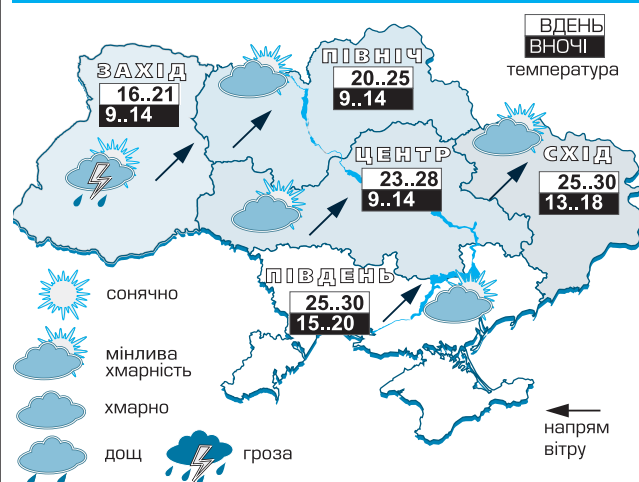 ВДЕНЬ
ВНОЧІ
температура
ЗАХІД
16..21
9..14
ПІВНІЧ
20..25
9..14
ЦЕНТР
23..28
9..14
СХІД
25..30
13..18
ПІВДЕНЬ
25..30
15..20
сонячно
мінлива
хмарність
хмарно
дощ
гроза
напрям
вітру